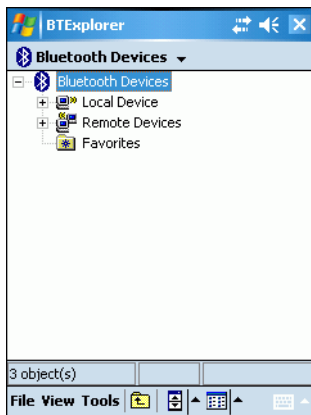 BTExplorer
Bluetooth Devices
Bluetooth Devices
Local Device
Remote Devices
Favorites
3 object(s)
File View Tools